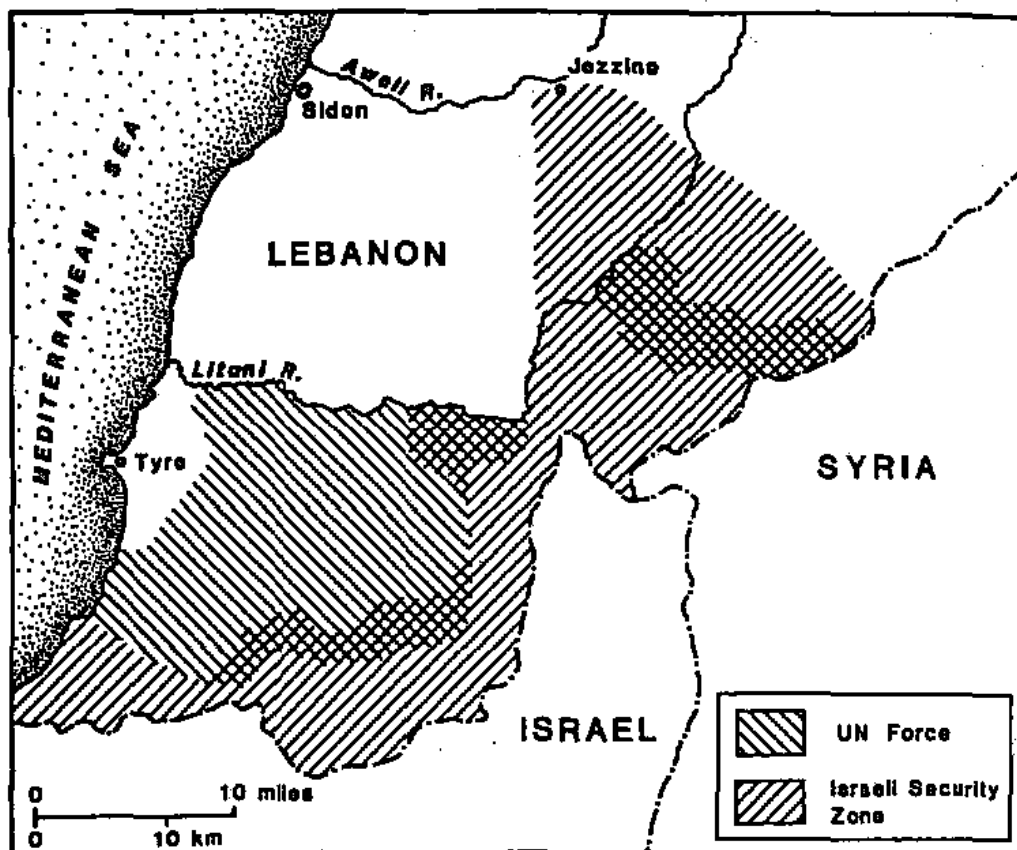 Jezzine
Awali R.
Sidon
MEDITERRANEAN SEA
LEBANON
Litani R.
Tyre
SYRIA
ISRAEL
UN Force
Israeli Security
Zone
0 10 miles
0 10 km